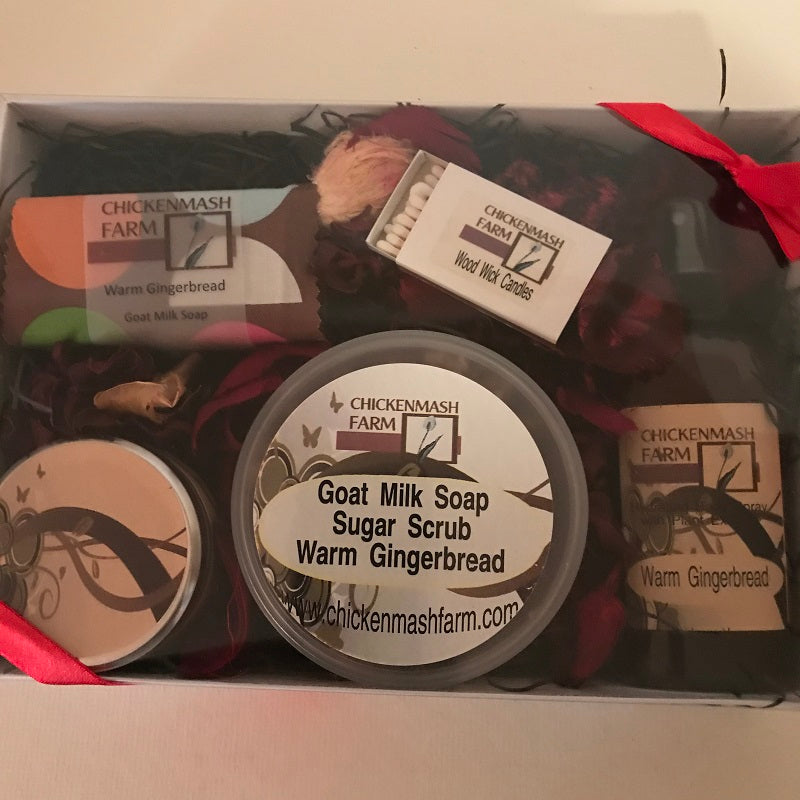 CHICKENMASH
FARM
Warm Gingerbread
Goat Milk Soap
CHICKENMASH
FARM
Wood Wick Candles
CHICKENMASH
FARM
Goat Milk Soap
Sugar Scrub
Warm Gingerbread
www.chickenmashfarm.com
CHICKENMASH
FARM
Warm Gingerbread